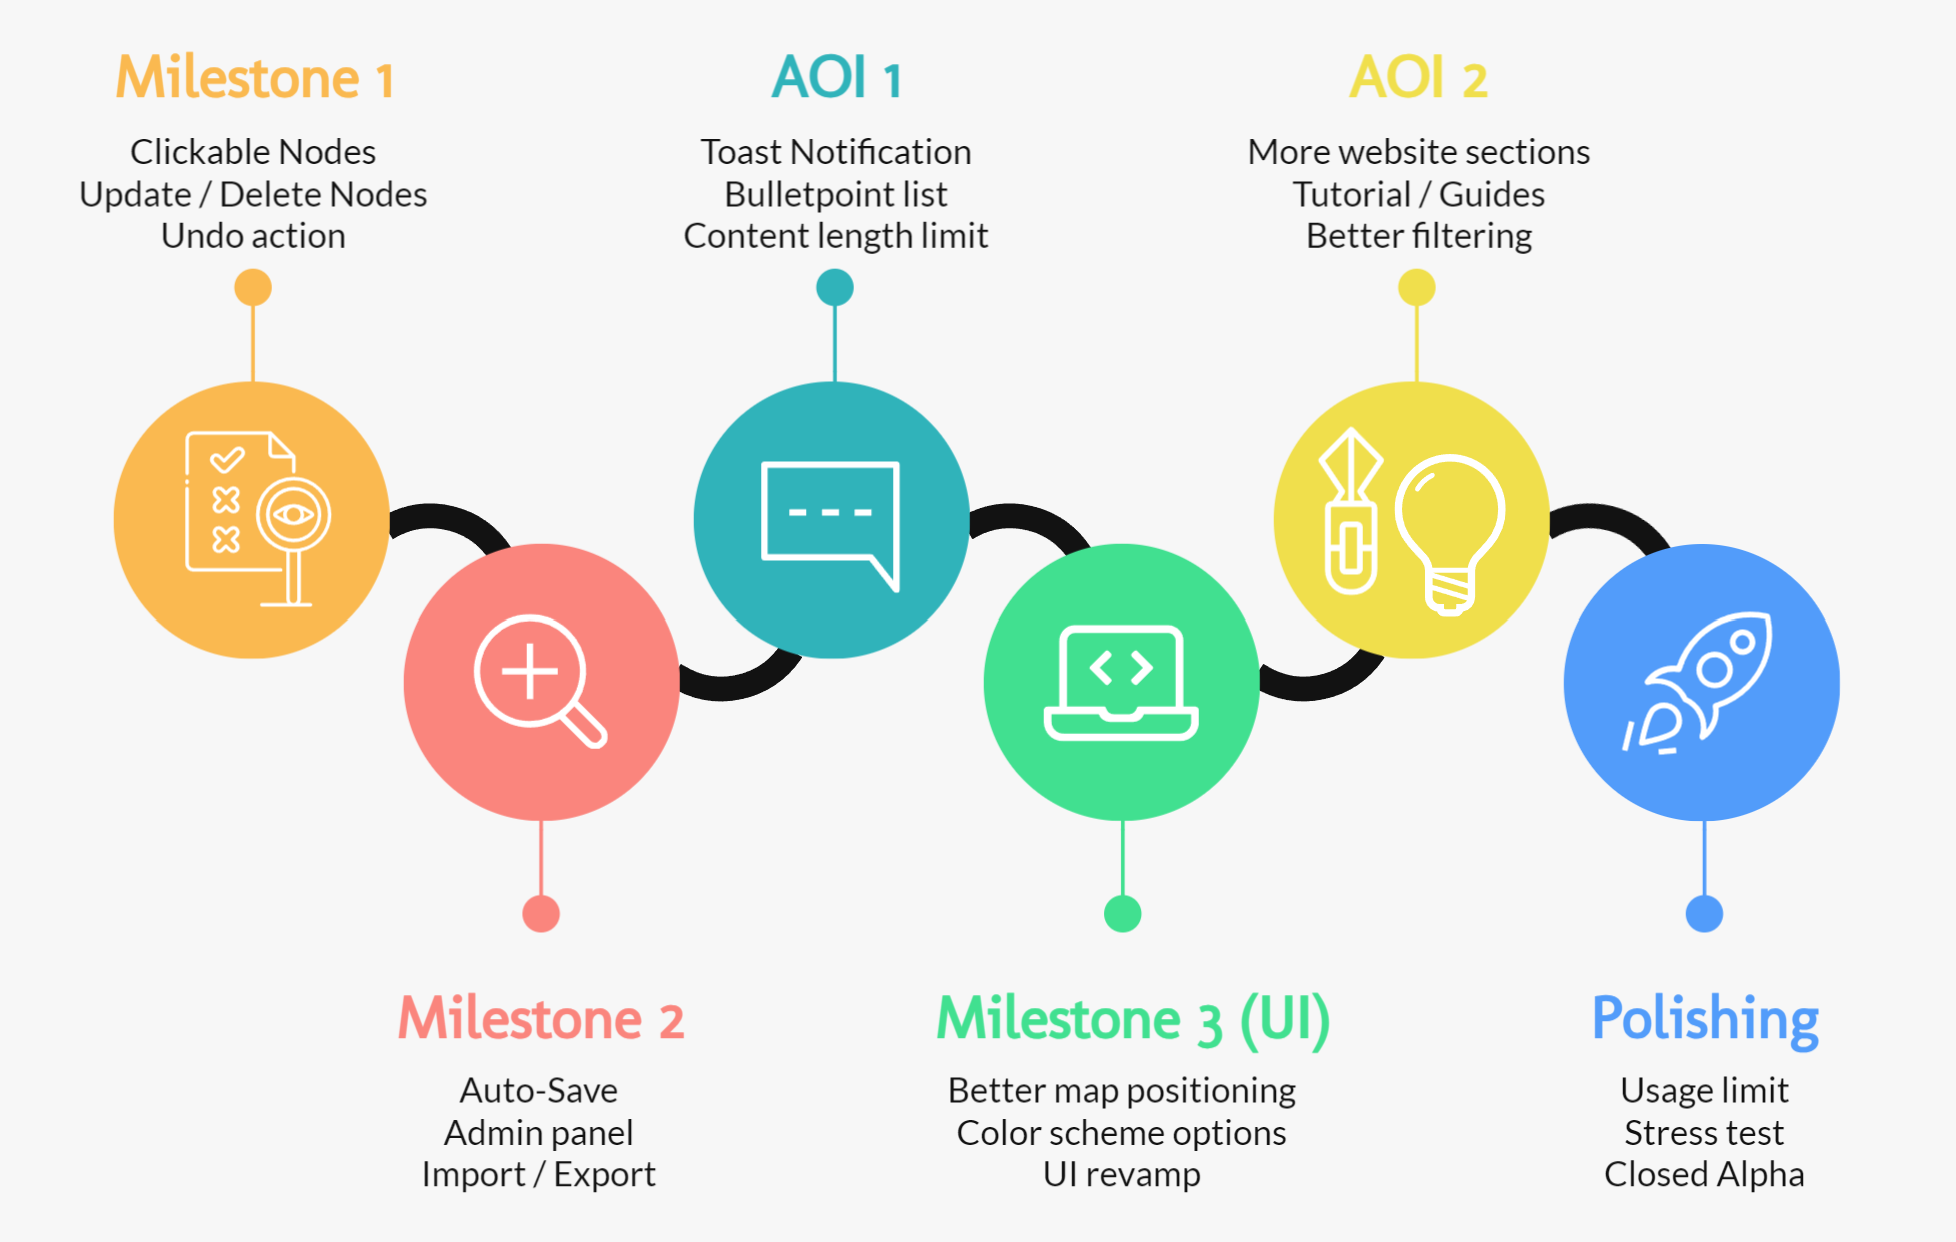 Milestone 1
Clickable Nodes
Update / Delete Nodes
Undo action
Milestone 2
Auto-Save
Admin panel
Import / Export
AOI 1
Toast Notification
Bulletpoint list
Content length limit
Milestone 3 (UI)
Better map positioning
Color scheme options
UI revamp
AOI 2
More website sections
Tutorial / Guides
Better filtering
Polishing
Usage limit
Stress test
Closed Alpha